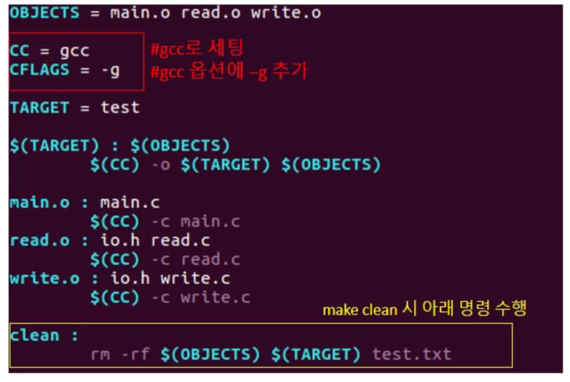 OBJECTS = main.o read.o write.o
CC = gcc #gcc로 세팅
CFLAGS = -g #gcc 옵션에 –g 추가
TARGET = test
$(TARGET) : $(OBJECTS)
$(CC) -o $(TARGET) $(OBJECTS)
main.o : main.c
$(CC) -c main.c
read.o : io.h read.c
$(CC) -c read.c
write.o : io.h write.c
$(CC) -c write.c
make clean 시 아래 명령 수행
clean :
rm -rf $(OBJECTS) $(TARGET) test.txt